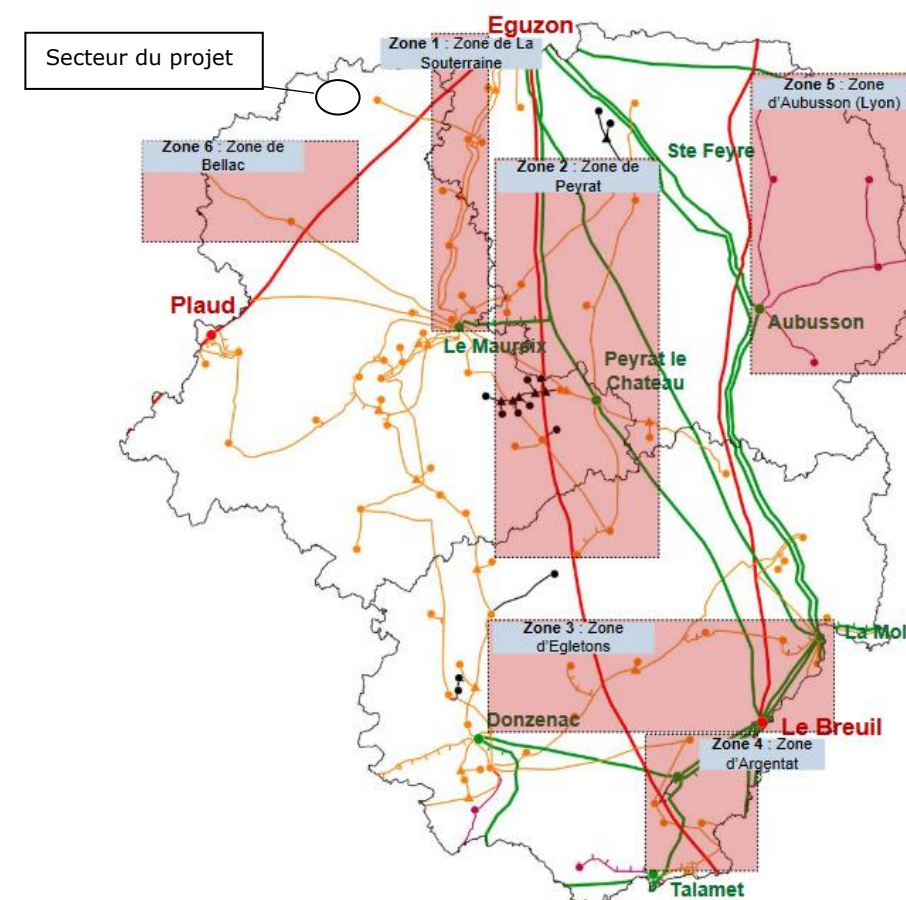 Eguzon
Secteur du projet
Zone 1 : Zone de La
Souterraine
Zone 5 : Zone
d'Aubusson (Lyon)
Zone 6 : Zone de
Bellac
Ste Feyre
Zone 2 : Zone de
Peyrat
Plaud
Aubusson
Le Maureix
Peyrat le
Chateau
Zone 3 : Zone
d'Egletons
La Mol
Donzenac
Le Breuil
Zone 4 : Zone
d'Argentat
Talamet